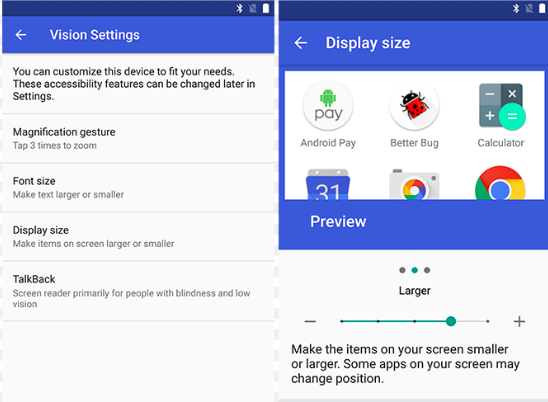 Vision Settings
You can customize this device to fit your needs.
These accessibility features can be changed later in
Settings.
Magnification gesture
Tap 3 times to zoom
Font size
Make text larger or smaller
Display size
Make items on screen larger or smaller
TalkBack
Screen reader primarily for people with blindness and low
vision
Display size
pay
Android Pay
Better Bug
Calculator
31
Preview
Larger
Make the items on your screen smaller
or larger. Some apps on your screen may
change position.